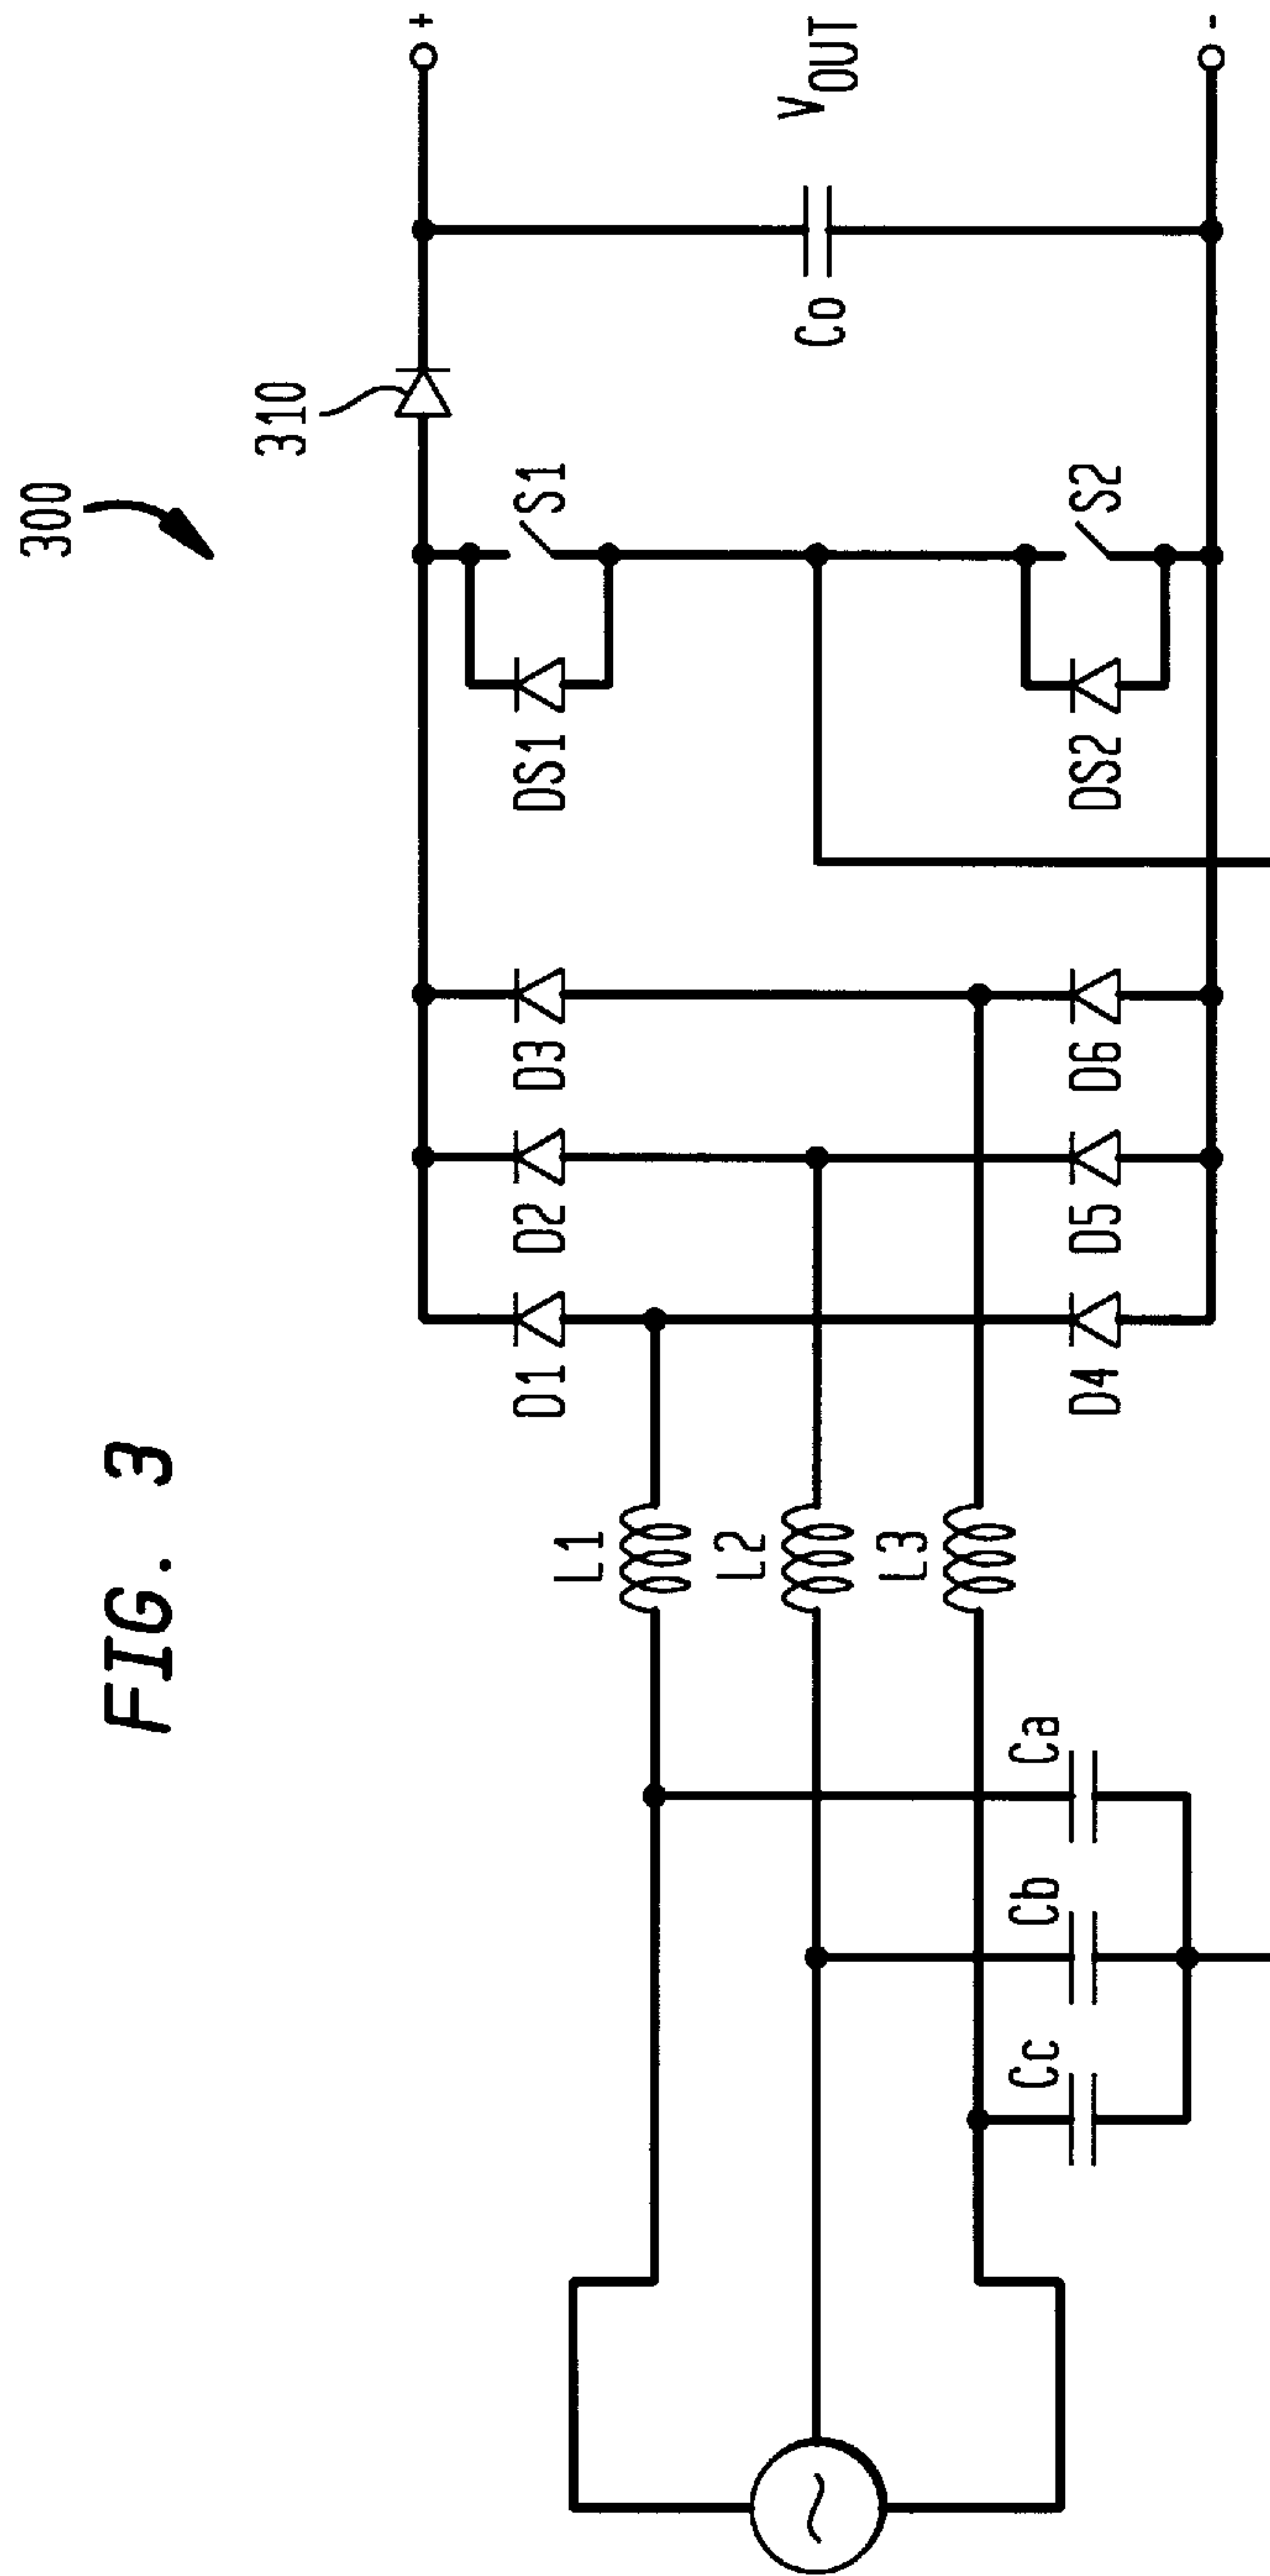 FIG. 3
300
310
+
S1
DS1
D1
D2
D3
L1
L2
L3
Co
V_OUT
Ca
Cb
Cc
D4
D5
D6
DS2
S2
-
~